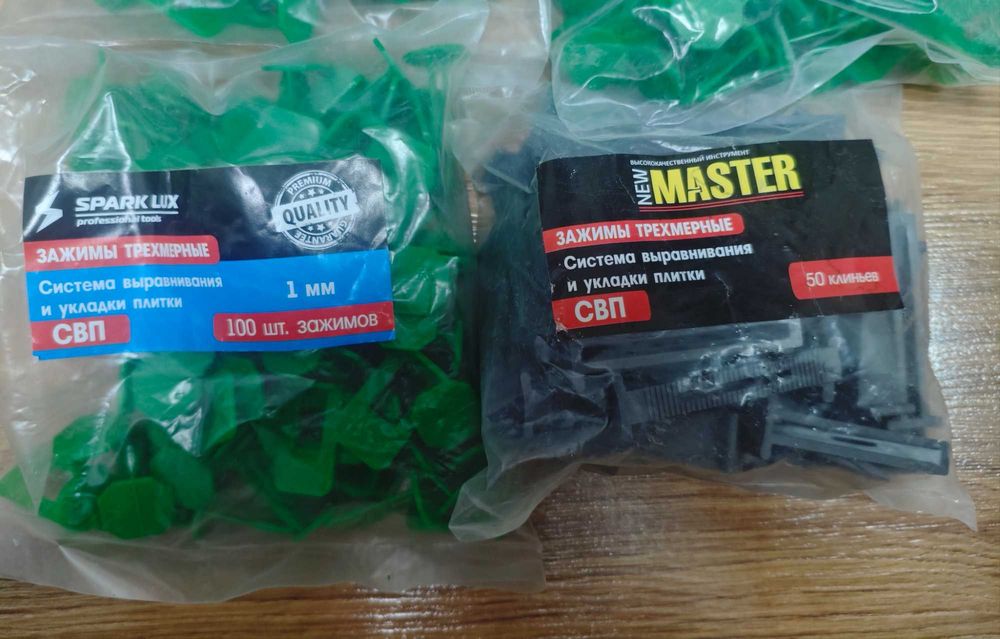 SPARK LUX
professional tools
PREMIUM
QUALITY
GUARANTEE
ЗАЖИМЫ ТРЕХМЕРНЫЕ
Система выравнивания
и укладки плитки
1 мм
СВП
100 шт. зажимов
ВЫСОКОКАЧЕСТВЕННЫЙ ИНСТРУМЕНТ
NEW
MASTER
ЗАЖИМЫ ТРЕХМЕРНЫЕ
Система выравнивания
и укладки плитки
50 клиньев
СВП